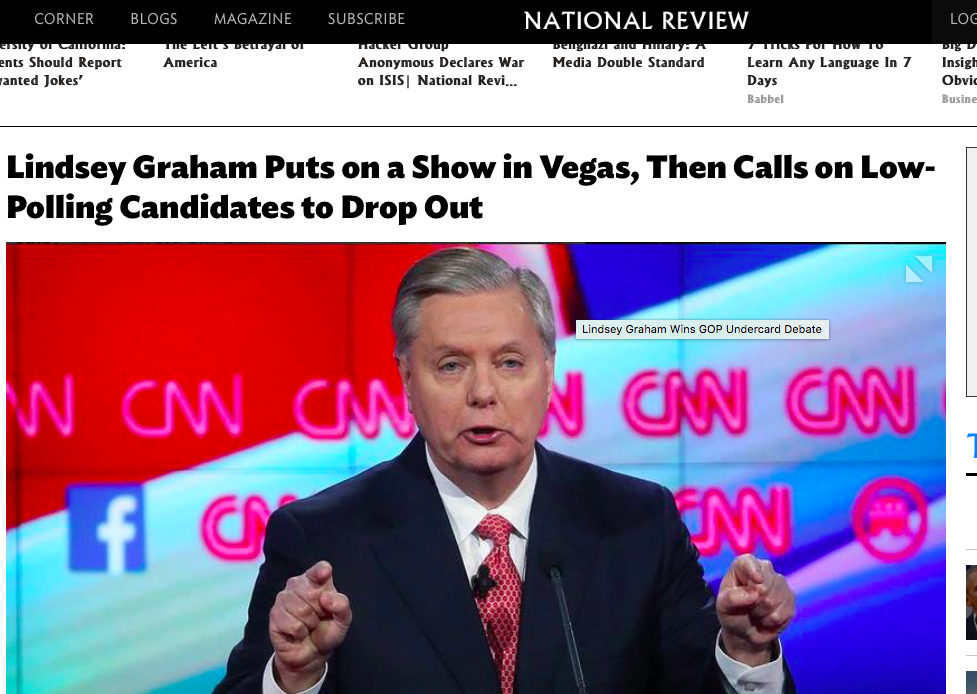 CORNER BLOGS MAGAZINE SUBSCRIBE NATIONAL REVIEW LOG
ersity of California:
ents Should Report
wanted Jokes'
The Left's Betrayal of
America
Hacker Group
Anonymous Declares War
on ISIS| National Revi...
Benghazi and Hillary: A
Media Double Standard
7 Tricks For How To
Learn Any Language In 7
Days
Babbel
Big D
Insigh
Obvic
Busine
Lindsey Graham Puts on a Show in Vegas, Then Calls on Low-
Polling Candidates to Drop Out
Lindsey Graham Wins GOP Undercard Debate
CNN CNN CNN CNN
f CNN CNN